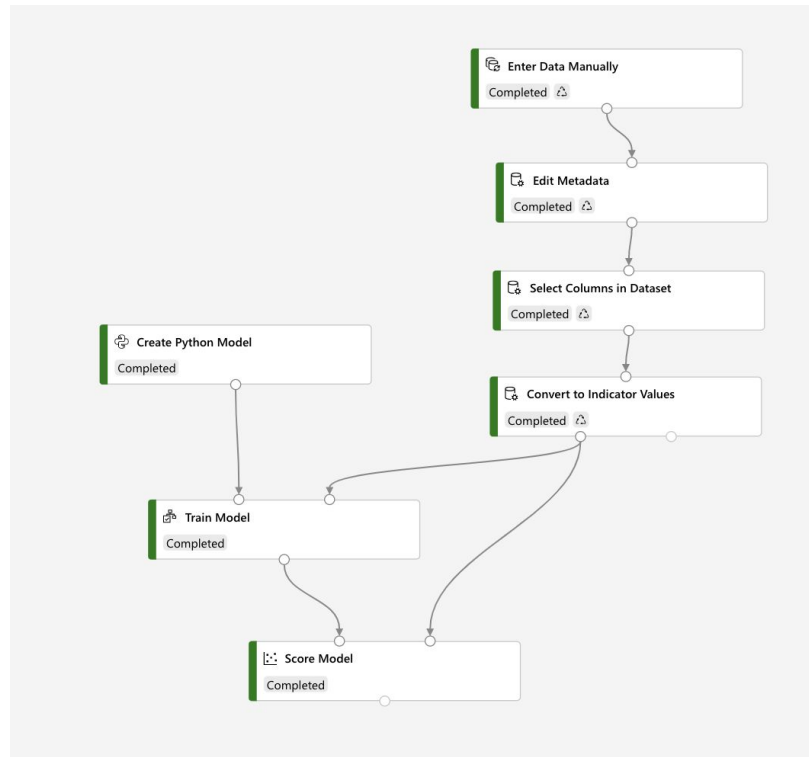 Enter Data Manually
Completed
Edit Metadata
Completed
Select Columns in Dataset
Completed
Create Python Model
Completed
Convert to Indicator Values
Completed
Train Model
Completed
Score Model
Completed